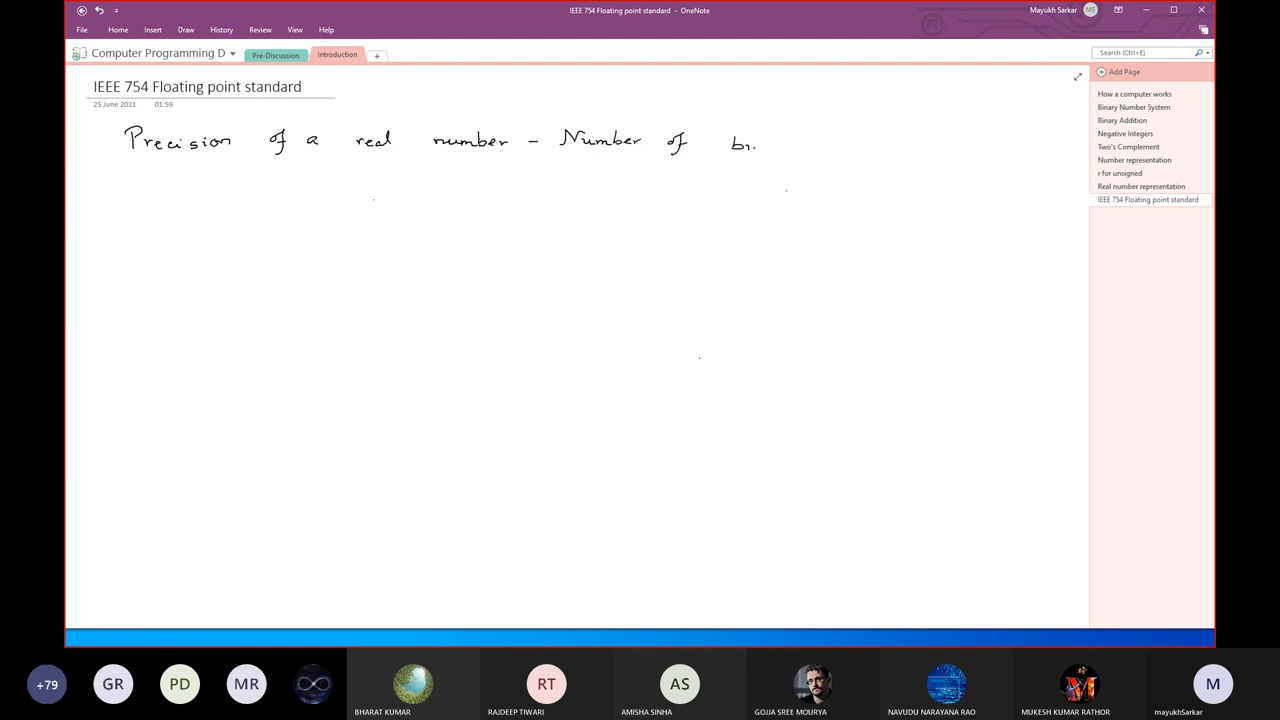 IEEE 754 Floating point standard - OneNote
Mayukh Sarkar MS
File Home Insert Draw History Review View Help
Computer Programming D Pre-Discussion Introduction
Search (Ctrl+E)
Add Page
IEEE 754 Floating point standard
25 June 2021 01:59
Precision of a real number - Number of bi
How a computer works
Binary Number System
Binary Addition
Negative Integers
Two's Complement
Number representation
r for unsigned
Real number representation
IEEE 754 Floating point standard
+79 GR PD MR RT AS M
BHARAT KUMAR RAJDEEP TIWARI AMISHA SINHA GOJJA SREE MOURYA NAVUDU NARAYANA RAO MUKESH KUMAR RATHOR mayukhSarkar